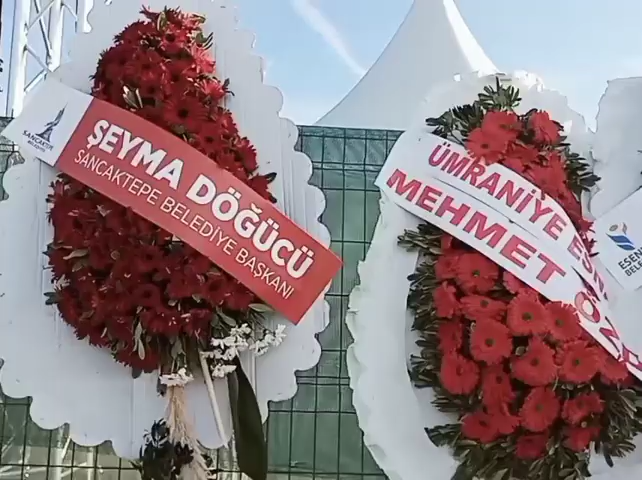 SANCAKTEPE
ŞEYMA DÖĞÜCÜ
SANCAKTEPE BELEDİYE BAŞKANI
ÜMRANİYE
MEHMET